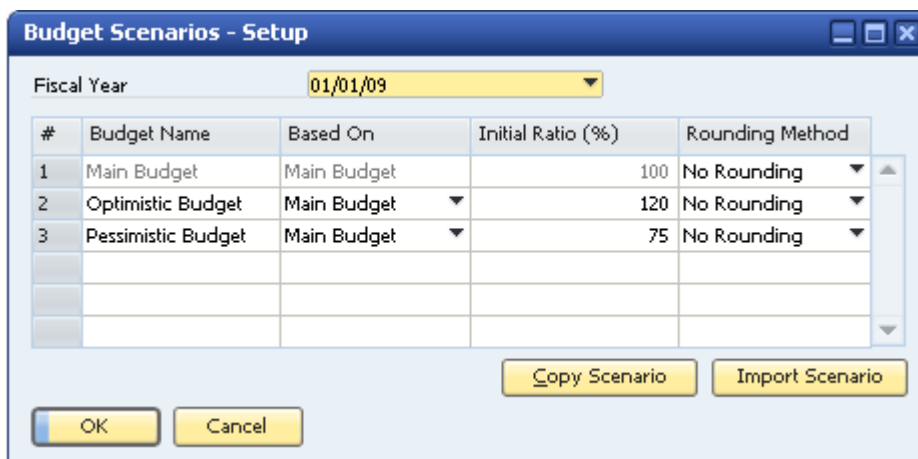 Budget Scenarios - Setup
Fiscal Year 01/01/09
# Budget Name Based On Initial Ratio (%) Rounding Method
1 Main Budget Main Budget 100 No Rounding
2 Optimistic Budget Main Budget 120 No Rounding
3 Pessimistic Budget Main Budget 75 No Rounding
Copy Scenario Import Scenario
OK Cancel